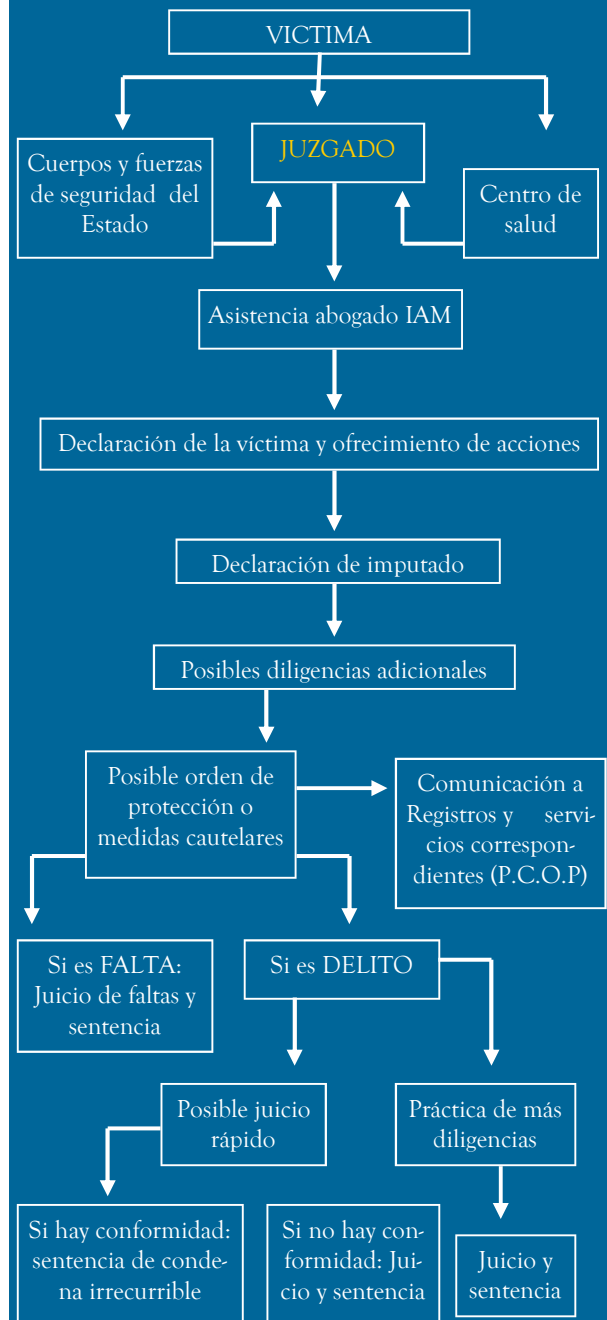 VICTIMA
Cuerpos y fuerzas
de seguridad del
Estado
JUZGADO
Centro de
salud
Asistencia abogado IAM
Declaración de la víctima y ofrecimiento de acciones
Declaración de imputado
Posibles diligencias adicionales
Posible orden de
protección o
medidas cautelares
Comunicación a
Registros y servi-
cios correspon-
dientes (P.C.O.P)
Si es FALTA:
Juicio de faltas y
sentencia
Si es DELITO
Posible juicio
rápido
Práctica de más
diligencias
Si hay conformidad:
sentencia de conde-
na irrecurrible
Si no hay con-
formidad: Jui-
cio y sentencia
Juicio y
sentencia